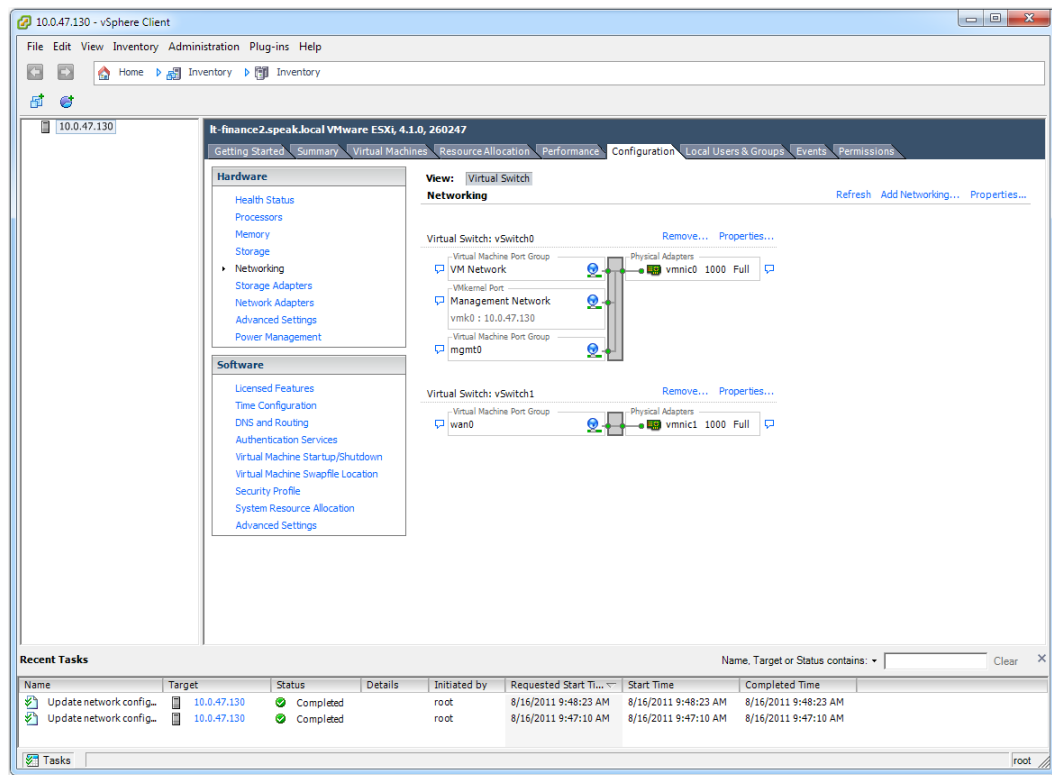 10.0.47.130 - vSphere Client
File Edit View Inventory Administration Plug-ins Help
Home Inventory Inventory
10.0.47.130
lt-finance2.speak.local VMware ESXi, 4.1.0, 260247
Getting Started Summary Virtual Machines Resource Allocation Performance Configuration Local Users & Groups Events Permissions
Hardware
Health Status
Processors
Memory
Storage
Networking
Storage Adapters
Network Adapters
Advanced Settings
Power Management
Software
Licensed Features
Time Configuration
DNS and Routing
Authentication Services
Virtual Machine Startup/Shutdown
Virtual Machine Swapfile Location
Security Profile
System Resource Allocation
Advanced Settings
View: Virtual Switch
Networking Refresh Add Networking... Properties...
Virtual Switch: vSwitch0 Remove... Properties...
Virtual Machine Port Group Physical Adapters
VM Network vmnic0 1000 Full
VMkernel Port
Management Network
vmk0 : 10.0.47.130
Virtual Machine Port Group
mgmt0
Virtual Switch: vSwitch1 Remove... Properties...
Virtual Machine Port Group Physical Adapters
wan0 vmnic1 1000 Full
Recent Tasks Name, Target or Status contains: Clear
Name Target Status Details Initiated by Requested Start Ti... Start Time Completed Time
Update network config... 10.0.47.130 Completed root 8/16/2011 9:48:23 AM 8/16/2011 9:48:23 AM 8/16/2011 9:48:23 AM
Update network config... 10.0.47.130 Completed root 8/16/2011 9:47:10 AM 8/16/2011 9:47:10 AM 8/16/2011 9:47:10 AM
Tasks root